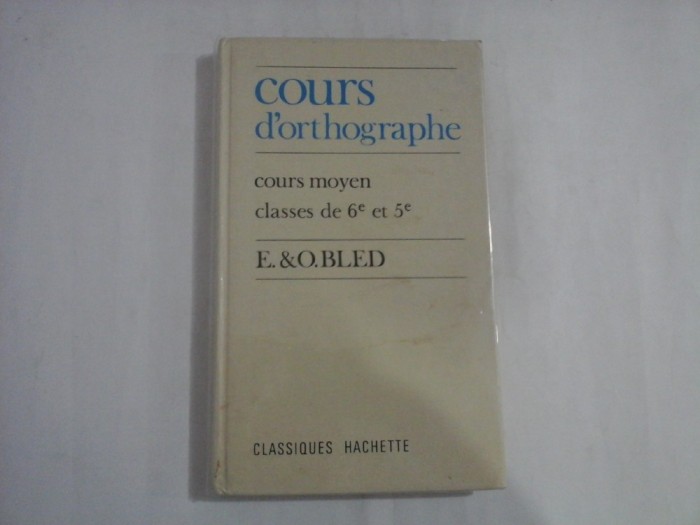 cours
d'orthographe
cours moyen
classes de 6e et 5e
E. & O. BLED
CLASSIQUES HACHETTE